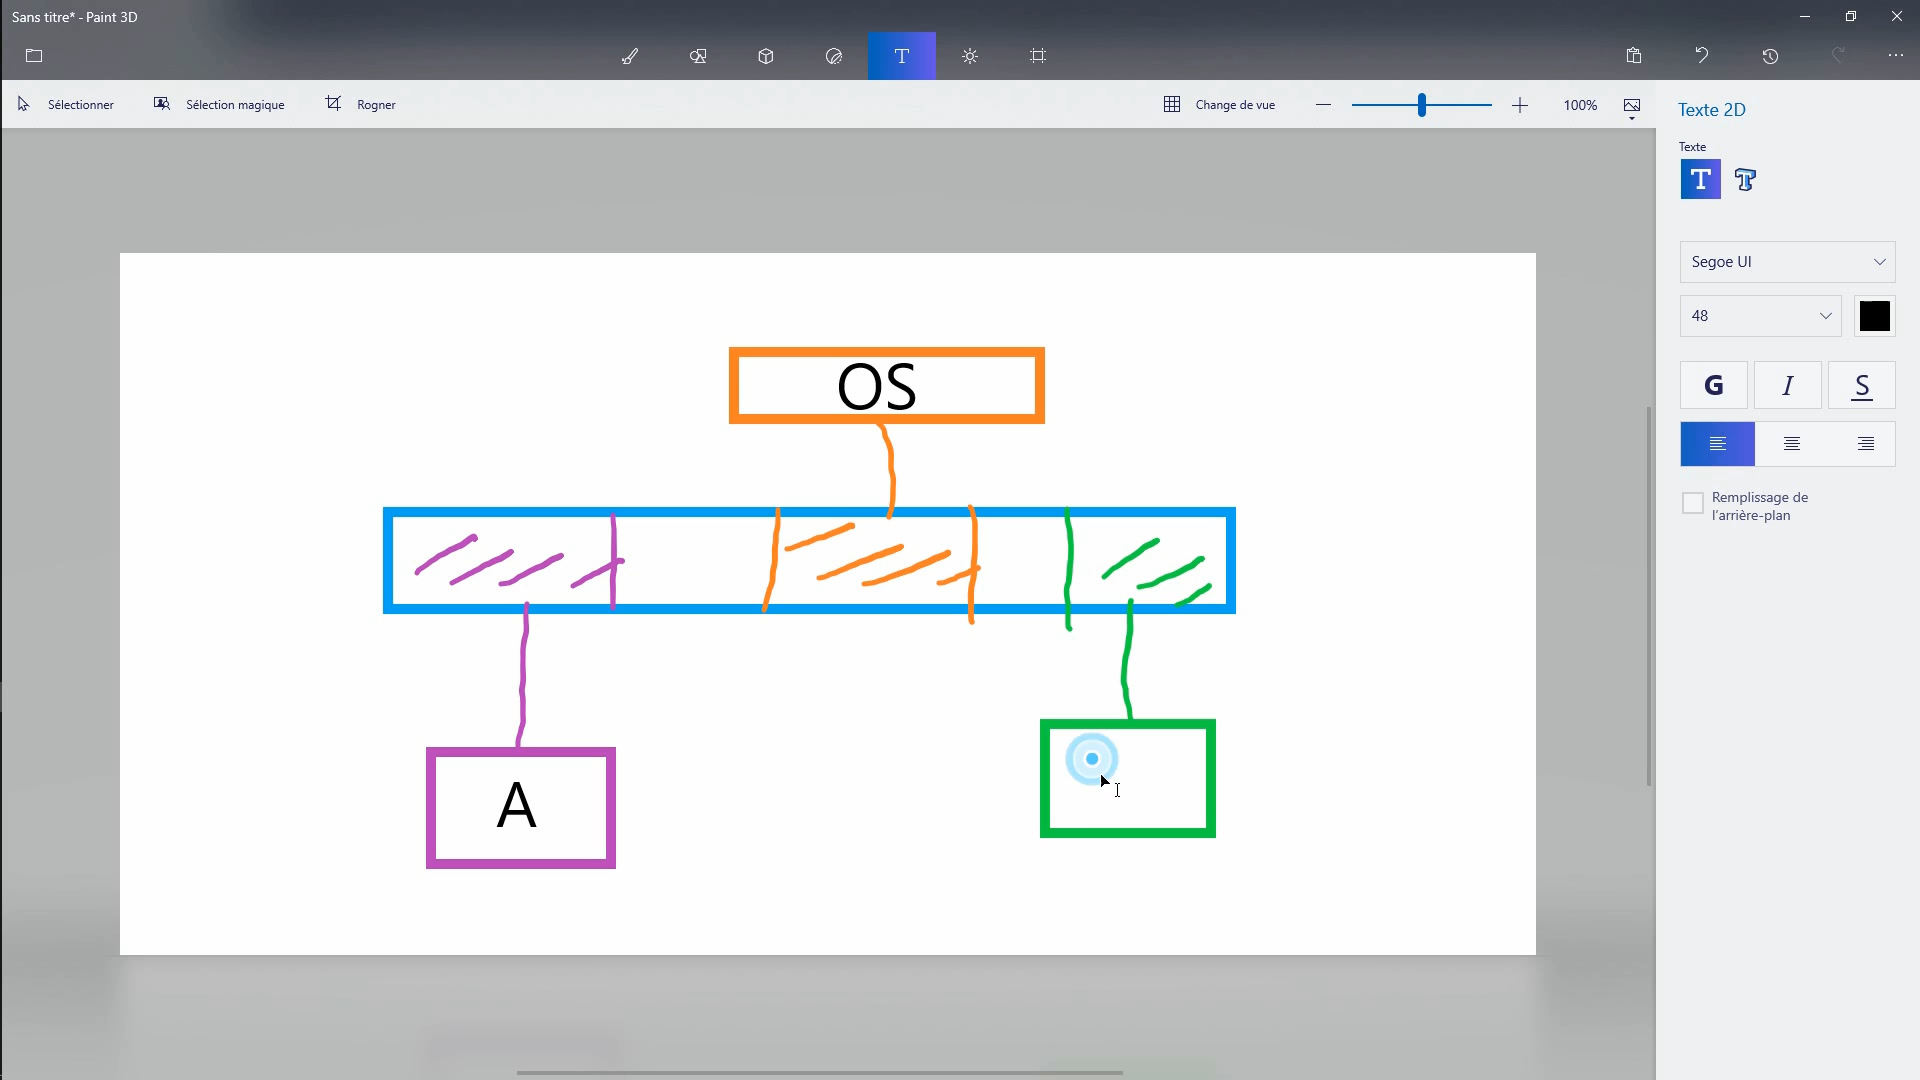 Sans titre* - Paint 3D
Sélectionner
Sélection magique
Rogner
Change de vue
100%
Texte 2D
Texte
Segoe UI
48
G I S
Remplissage de
l'arrière-plan
OS
A